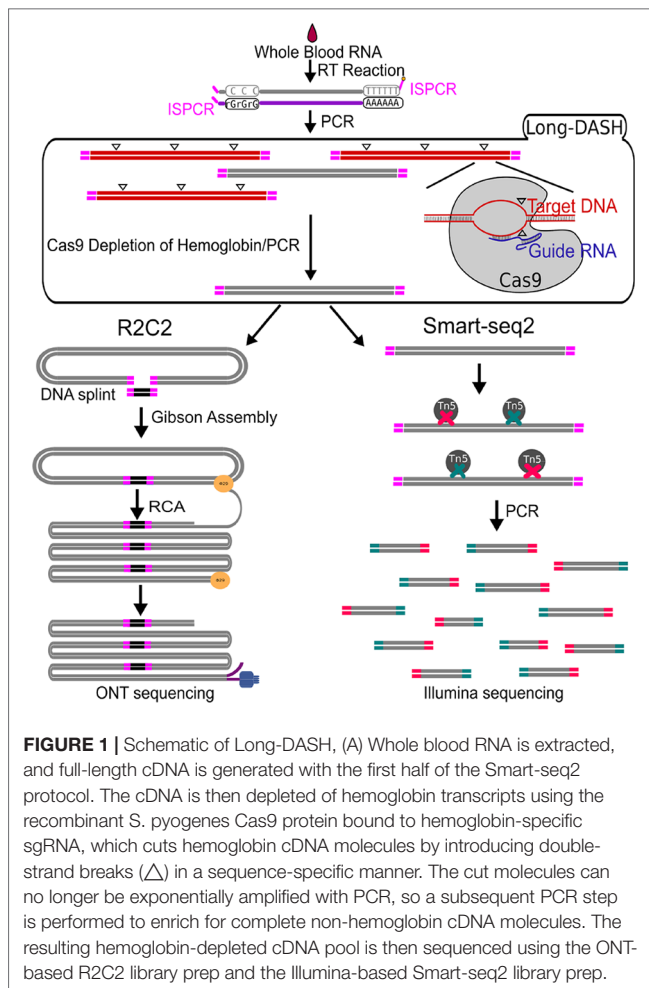 Whole Blood RNA
RT Reaction
C C C
TTTTTT
ISPCR
ISPCR
rGrGrG
AAAAAA
PCR
Long-DASH
Target DNA
Cas9 Depletion of Hemoglobin/PCR
Guide RNA
Cas9
R2C2
Smart-seq2
DNA splint
Tn5
Tn5
Gibson Assembly
Tn5
Tn5
RCA
PCR
ONT sequencing
Illumina sequencing
FIGURE 1 | Schematic of Long-DASH, (A) Whole blood RNA is extracted,
and full-length cDNA is generated with the first half of the Smart-seq2
protocol. The cDNA is then depleted of hemoglobin transcripts using the
recombinant S. pyogenes Cas9 protein bound to hemoglobin-specific
sgRNA, which cuts hemoglobin cDNA molecules by introducing double-
strand breaks (△) in a sequence-specific manner. The cut molecules can
no longer be exponentially amplified with PCR, so a subsequent PCR step
is performed to enrich for complete non-hemoglobin cDNA molecules. The
resulting hemoglobin-depleted cDNA pool is then sequenced using the ONT-
based R2C2 library prep and the Illumina-based Smart-seq2 library prep.